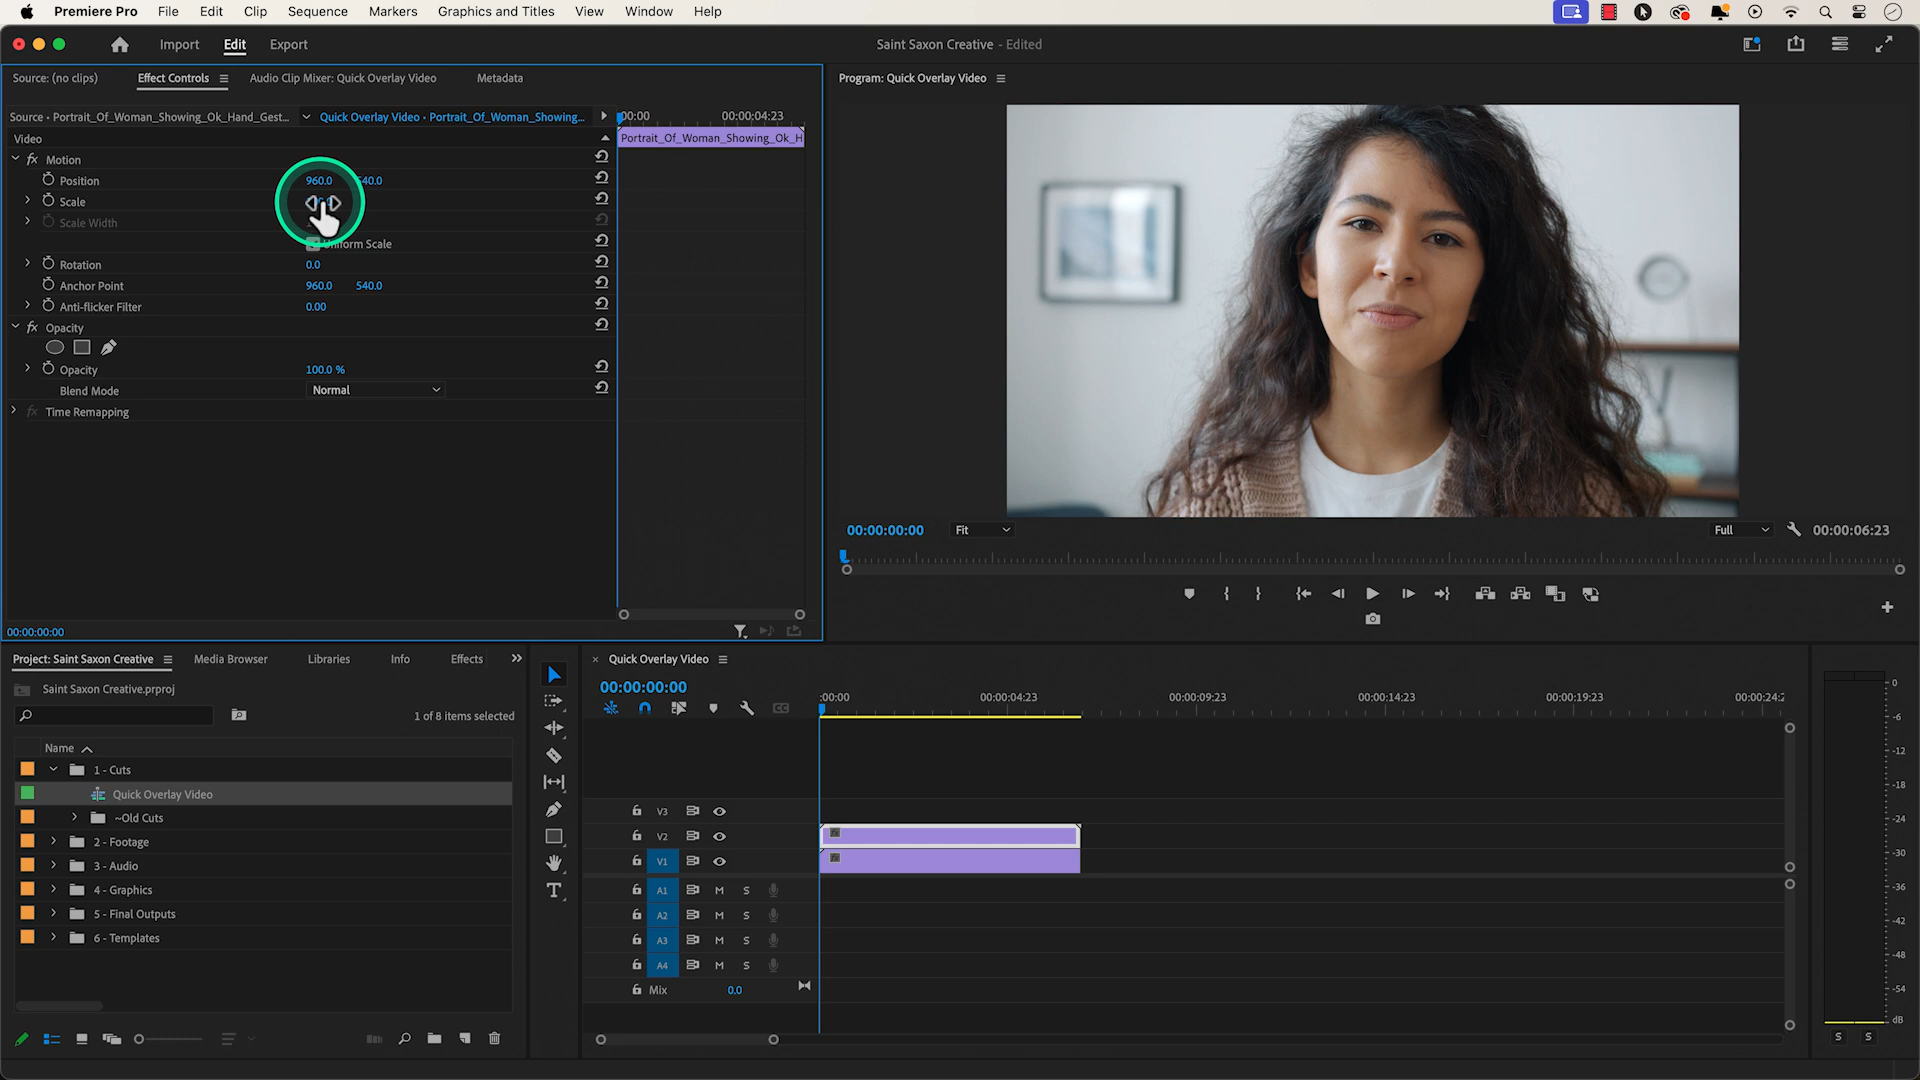 Premiere Pro File Edit Clip Sequence Markers Graphics and Titles View Window Help
Import Edit Export
Saint Saxon Creative - Edited
Source: (no clips) Effect Controls Audio Clip Mixer: Quick Overlay Video Metadata
Program: Quick Overlay Video
Source • Portrait_Of_Woman_Showing_Ok_Hand_Gest... Quick Overlay Video • Portrait_Of_Woman_Showing...
:00:00 00:00:04:23
Video
Portrait_Of_Woman_Showing_Ok_H
fx Motion
Position 960.0 540.0
Scale
Scale Width
Uniform Scale
Rotation 0.0
Anchor Point 960.0 540.0
Anti-flicker Filter 0.00
fx Opacity
Opacity 100.0 %
Blend Mode Normal
fx Time Remapping
00:00:00:00
00:00:00:00 Fit Full 00:00:06:23
Project: Saint Saxon Creative Media Browser Libraries Info Effects
Saint Saxon Creative.prproj
1 of 8 items selected
Name
1 - Cuts
Quick Overlay Video
~Old Cuts
2 - Footage
3 - Audio
4 - Graphics
5 - Final Outputs
6 - Templates
Quick Overlay Video
00:00:00:00
:00:00 00:00:04:23 00:00:09:23 00:00:14:23 00:00:19:23 00:00:24:2
V3
V2 fx
V1 fx
A1 M S
A2 M S
A3 M S
A4 M S
Mix 0.0
0
-6
-12
-18
-24
-30
-36
-42
-48
-54
dB
S S